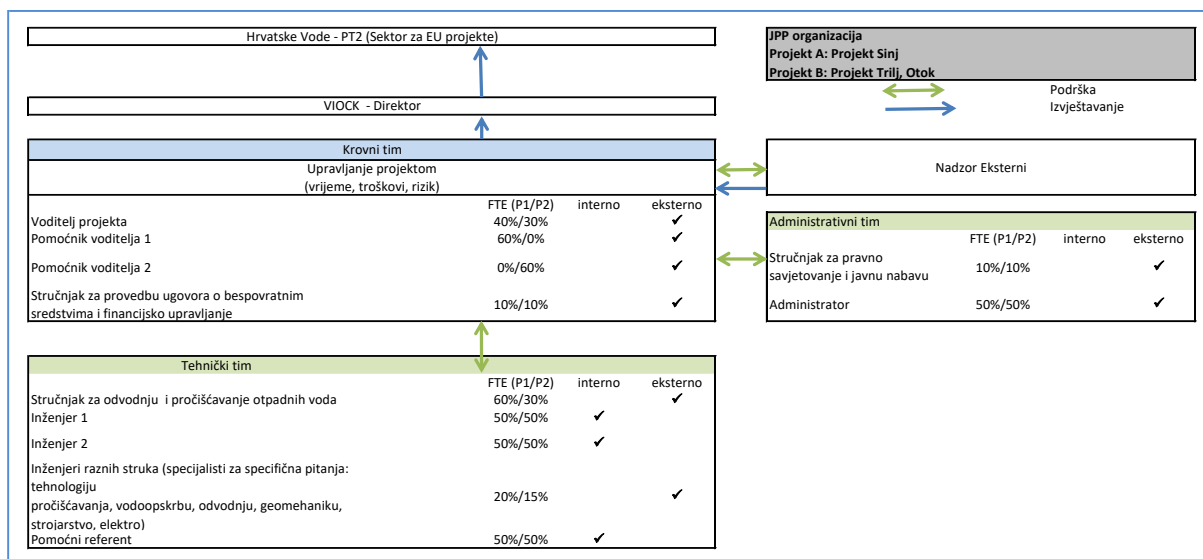 Hrvatske Vode - PT2 (Sektor za EU projekte)
JPP organizacija
Projekt A: Projekt Sinj
Projekt B: Projekt Trilj, Otok
Podrška
Izvještavanje
VIOCK - Direktor
Krovni tim
Upravljanje projektom
(vrijeme, troškovi, rizik)
FTE (P1/P2) interno eksterno
Voditelj projekta 40%/30% ✓
Pomoćnik voditelja 1 60%/0% ✓
Pomoćnik voditelja 2 0%/60% ✓
Stručnjak za provedbu ugovora o bespovratnim
sredstvima i financijsko upravljanje 10%/10% ✓
Nadzor Eksterni
Administrativni tim
FTE (P1/P2) interno eksterno
Stručnjak za pravno
savjetovanje i javnu nabavu 10%/10% ✓
Administrator 50%/50% ✓
Tehnički tim
FTE (P1/P2) interno eksterno
Stručnjak za odvodnju i pročišćavanje otpadnih voda 60%/30% ✓
Inženjer 1 50%/50% ✓
Inženjer 2 50%/50% ✓
Inženjeri raznih struka (specijalisti za specifična pitanja:
tehnologiju
pročišćavanja, vodoopskrbu, odvodnju, geomehaniku, 20%/15% ✓
strojarstvo, elektro)
Pomoćni referent 50%/50% ✓